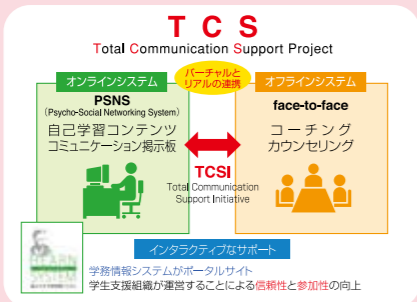 TCS
Total Communication Support Project
オンラインシステム
バーチャルと
リアルの連携
オフラインシステム
PSNS
(Psycho-Social Networking System)
自己学習コンテンツ
コミュニケーション掲示板
face-to-face
コーチング
カウンセリング
TCSI
Total Communication
Support Initiative
インタラクティブなサポート
学務情報システムがポータルサイト
学生支援組織が運営することによる信頼性と参加性の向上